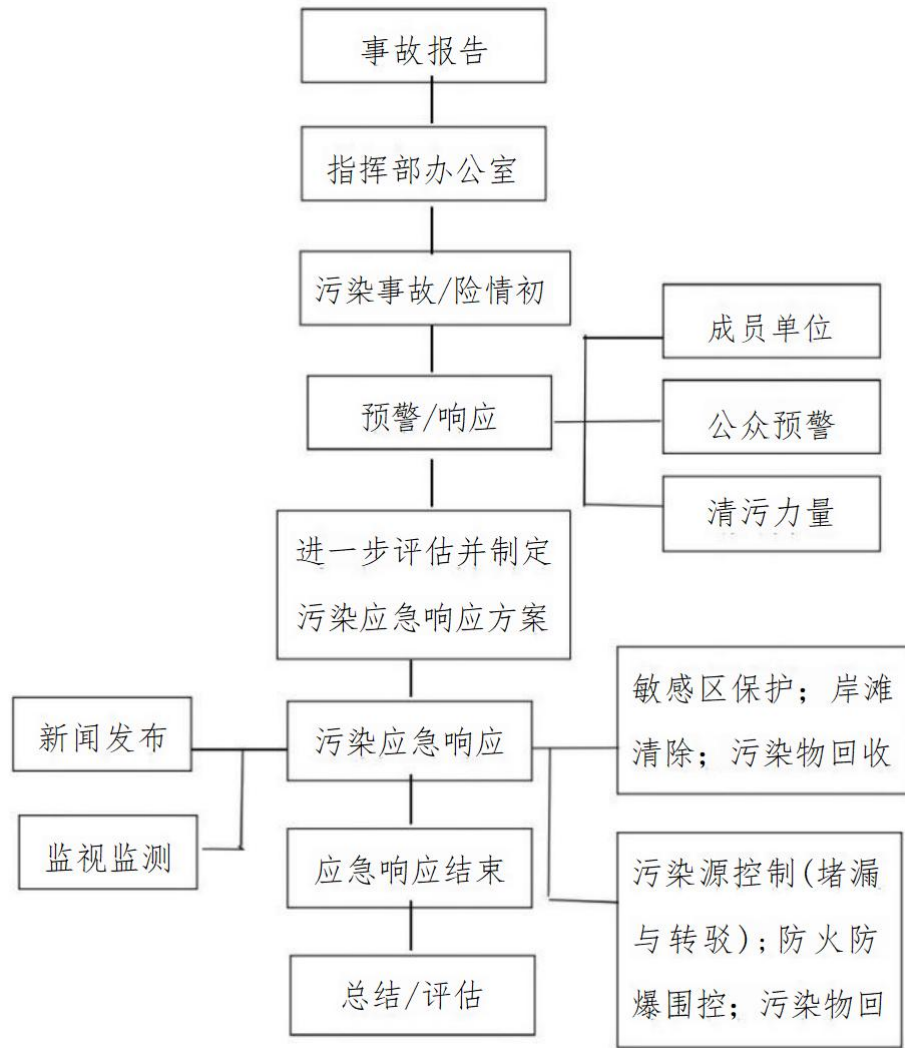 事故报告
指挥部办公室
污染事故/险情初
预警/响应
成员单位
公众预警
清污力量
进一步评估并制定
污染应急响应方案
新闻发布
监视监测
污染应急响应
敏感区保护；岸滩
清除；污染物回收
污染源控制(堵漏
与转驳);防火防
爆围控；污染物回
应急响应结束
总结/评估